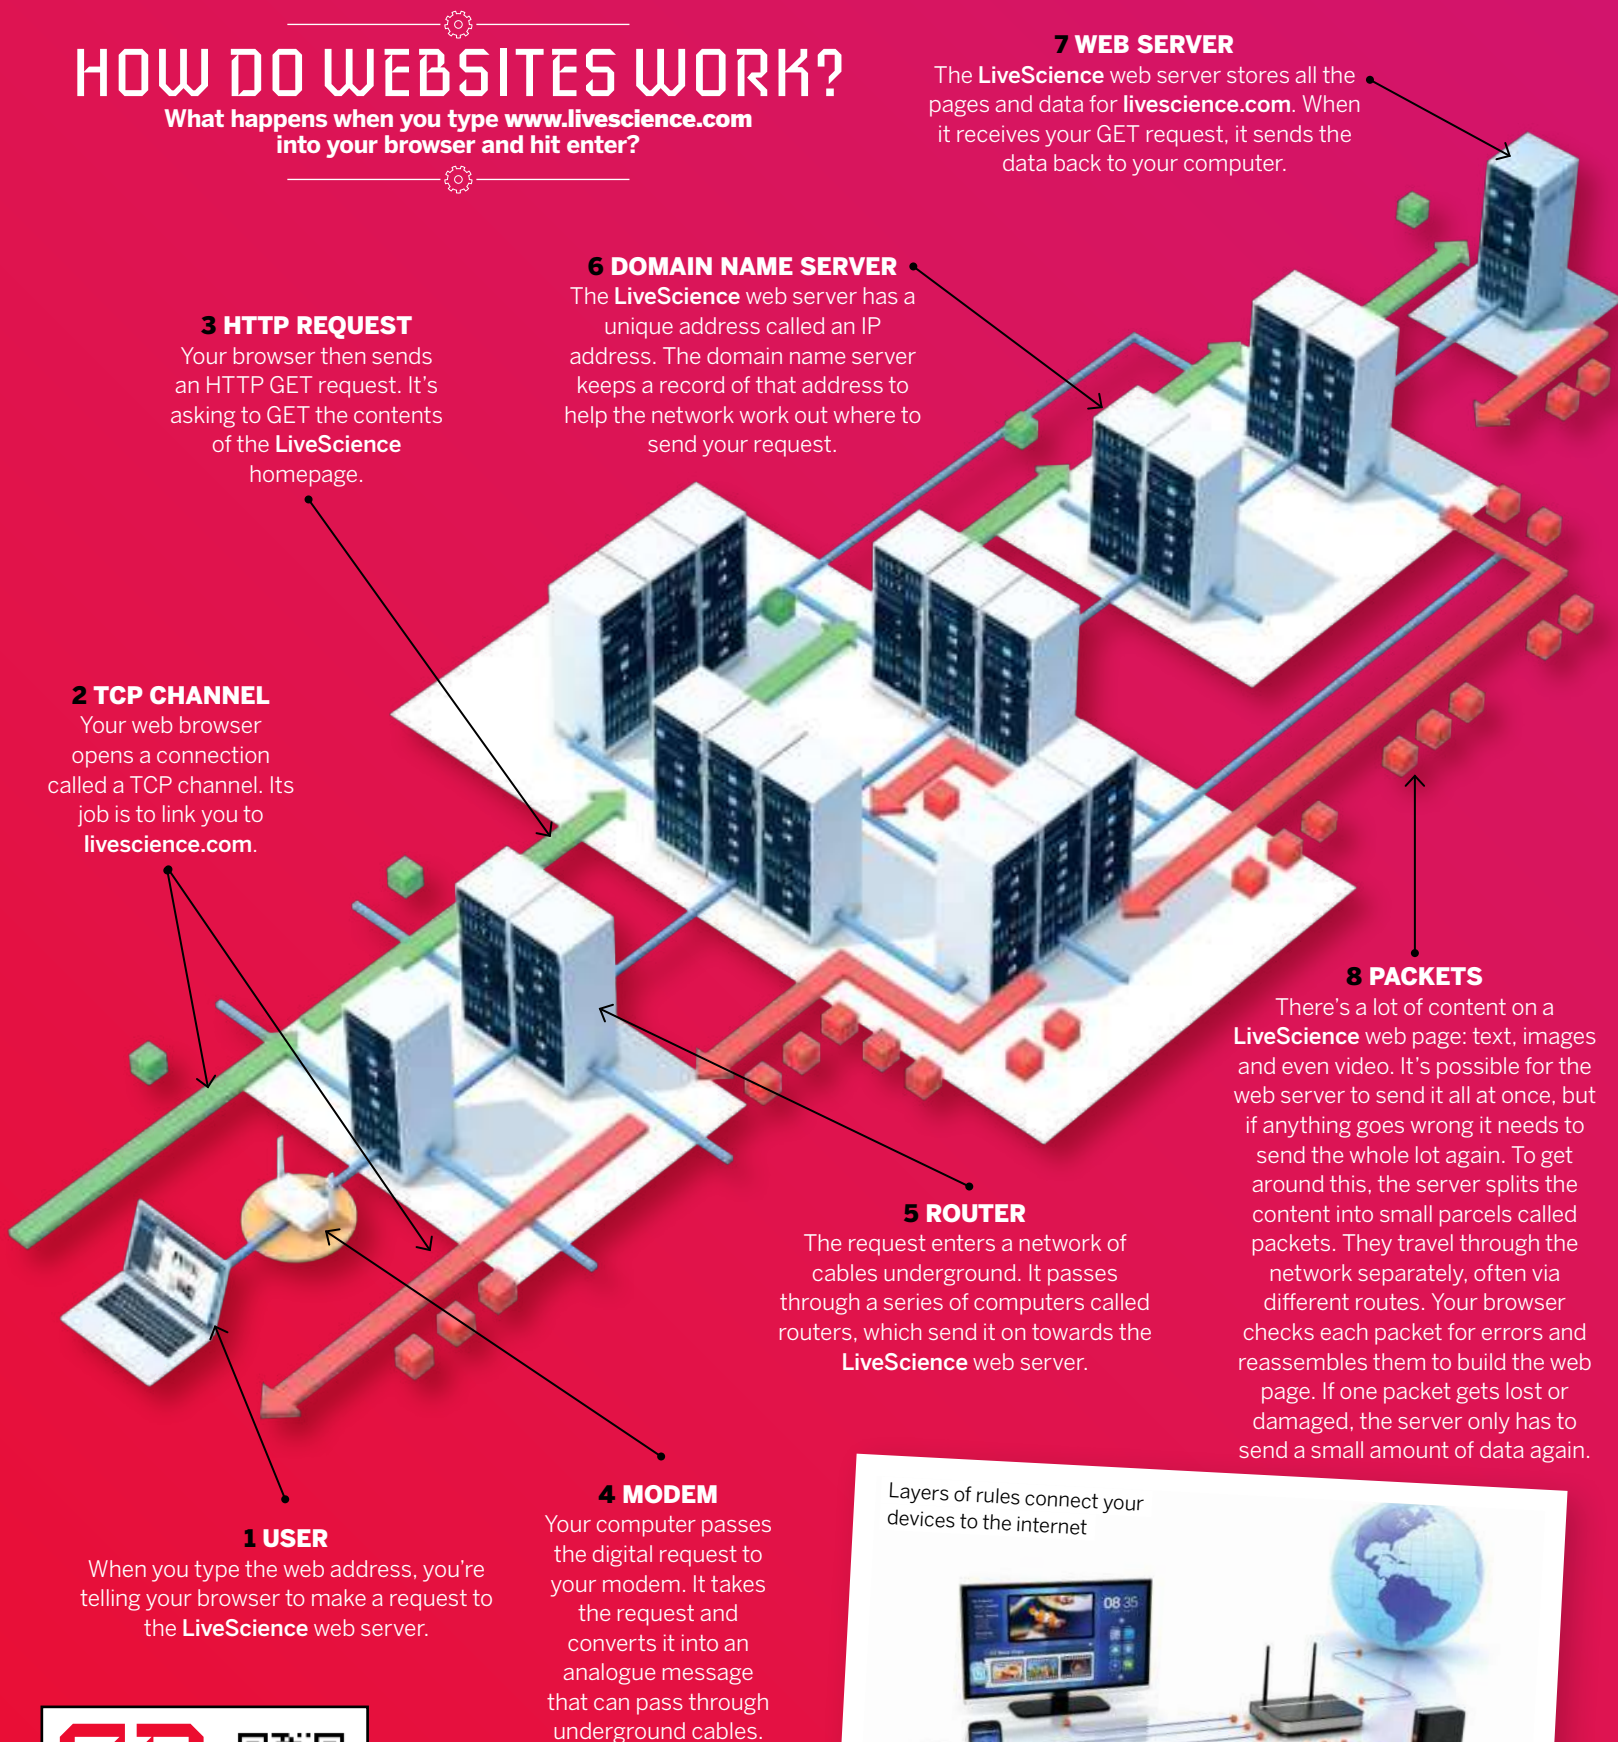 HOW DO WEBSITES WORK?
What happens when you type www.livescience.com
into your browser and hit enter?
7 WEB SERVER
The LiveScience web server stores all the
pages and data for livescience.com. When
it receives your GET request, it sends the
data back to your computer.
6 DOMAIN NAME SERVER
The LiveScience web server has a
unique address called an IP
address. The domain name server
keeps a record of that address to
help the network work out where to
send your request.
3 HTTP REQUEST
Your browser then sends
an HTTP GET request. It's
asking to GET the contents
of the LiveScience
homepage.
2 TCP CHANNEL
Your web browser
opens a connection
called a TCP channel. Its
job is to link you to
livescience.com.
8 PACKETS
There's a lot of content on a
LiveScience web page: text, images
and even video. It's possible for the
web server to send it all at once, but
if anything goes wrong it needs to
send the whole lot again. To get
around this, the server splits the
content into small parcels called
packets. They travel through the
network separately, often via
different routes. Your browser
checks each packet for errors and
reassembles them to build the web
page. If one packet gets lost or
damaged, the server only has to
send a small amount of data again.
5 ROUTER
The request enters a network of
cables underground. It passes
through a series of computers called
routers, which send it on towards the
LiveScience web server.
1 USER
When you type the web address, you're
telling your browser to make a request to
the LiveScience web server.
4 MODEM
Your computer passes
the digital request to
your modem. It takes
the request and
converts it into an
analogue message
that can pass through
underground cables.
Layers of rules connect your
devices to the internet
08 35